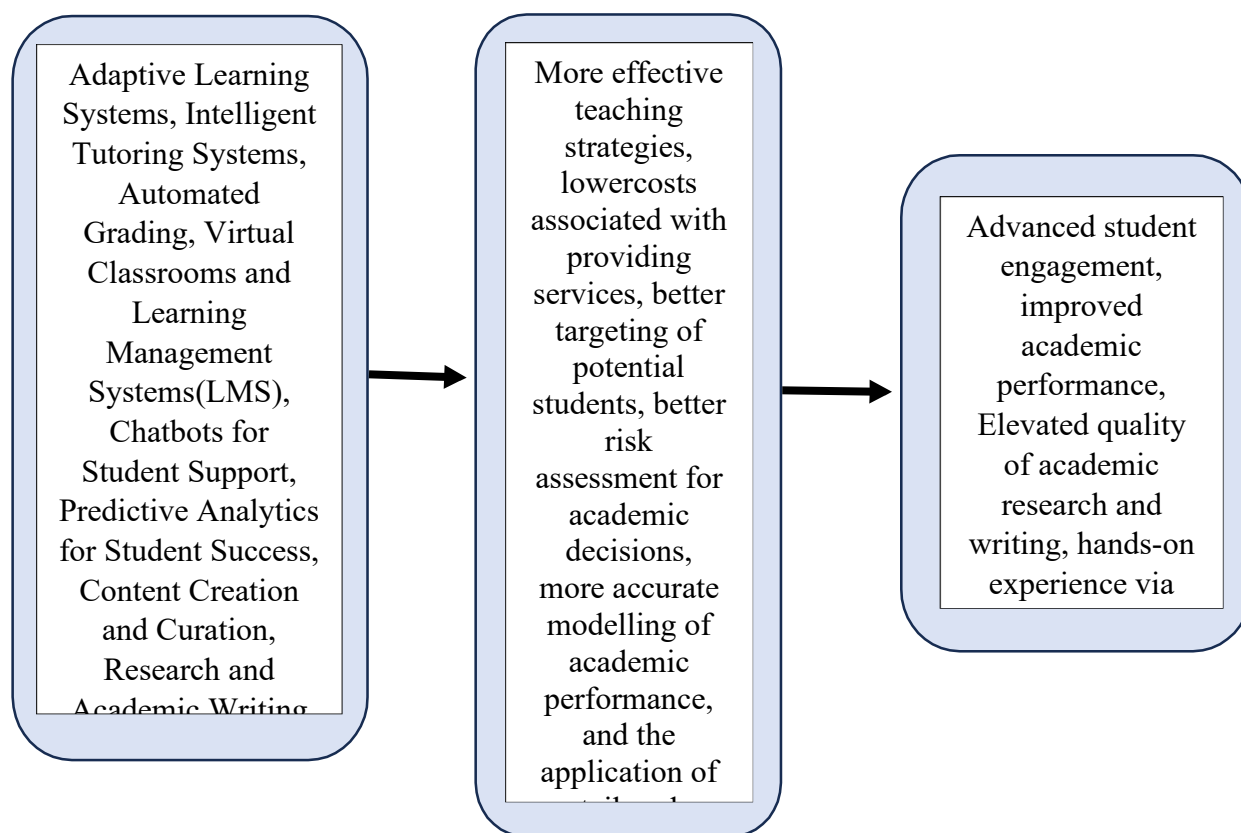 Adaptive Learning
Systems, Intelligent
Tutoring Systems,
Automated
Grading, Virtual
Classrooms and
Learning
Management
Systems(LMS),
Chatbots for
Student Support,
Predictive Analytics
for Student Success,
Content Creation
and Curation,
Research and
Academic Writing
More effective
teaching
strategies,
lowercosts
associated with
providing
services, better
targeting of
potential
students, better
risk
assessment for
academic
decisions,
more accurate
modelling of
academic
performance,
and the
application of
Advanced student
engagement,
improved
academic
performance,
Elevated quality
of academic
research and
writing, hands-on
experience via